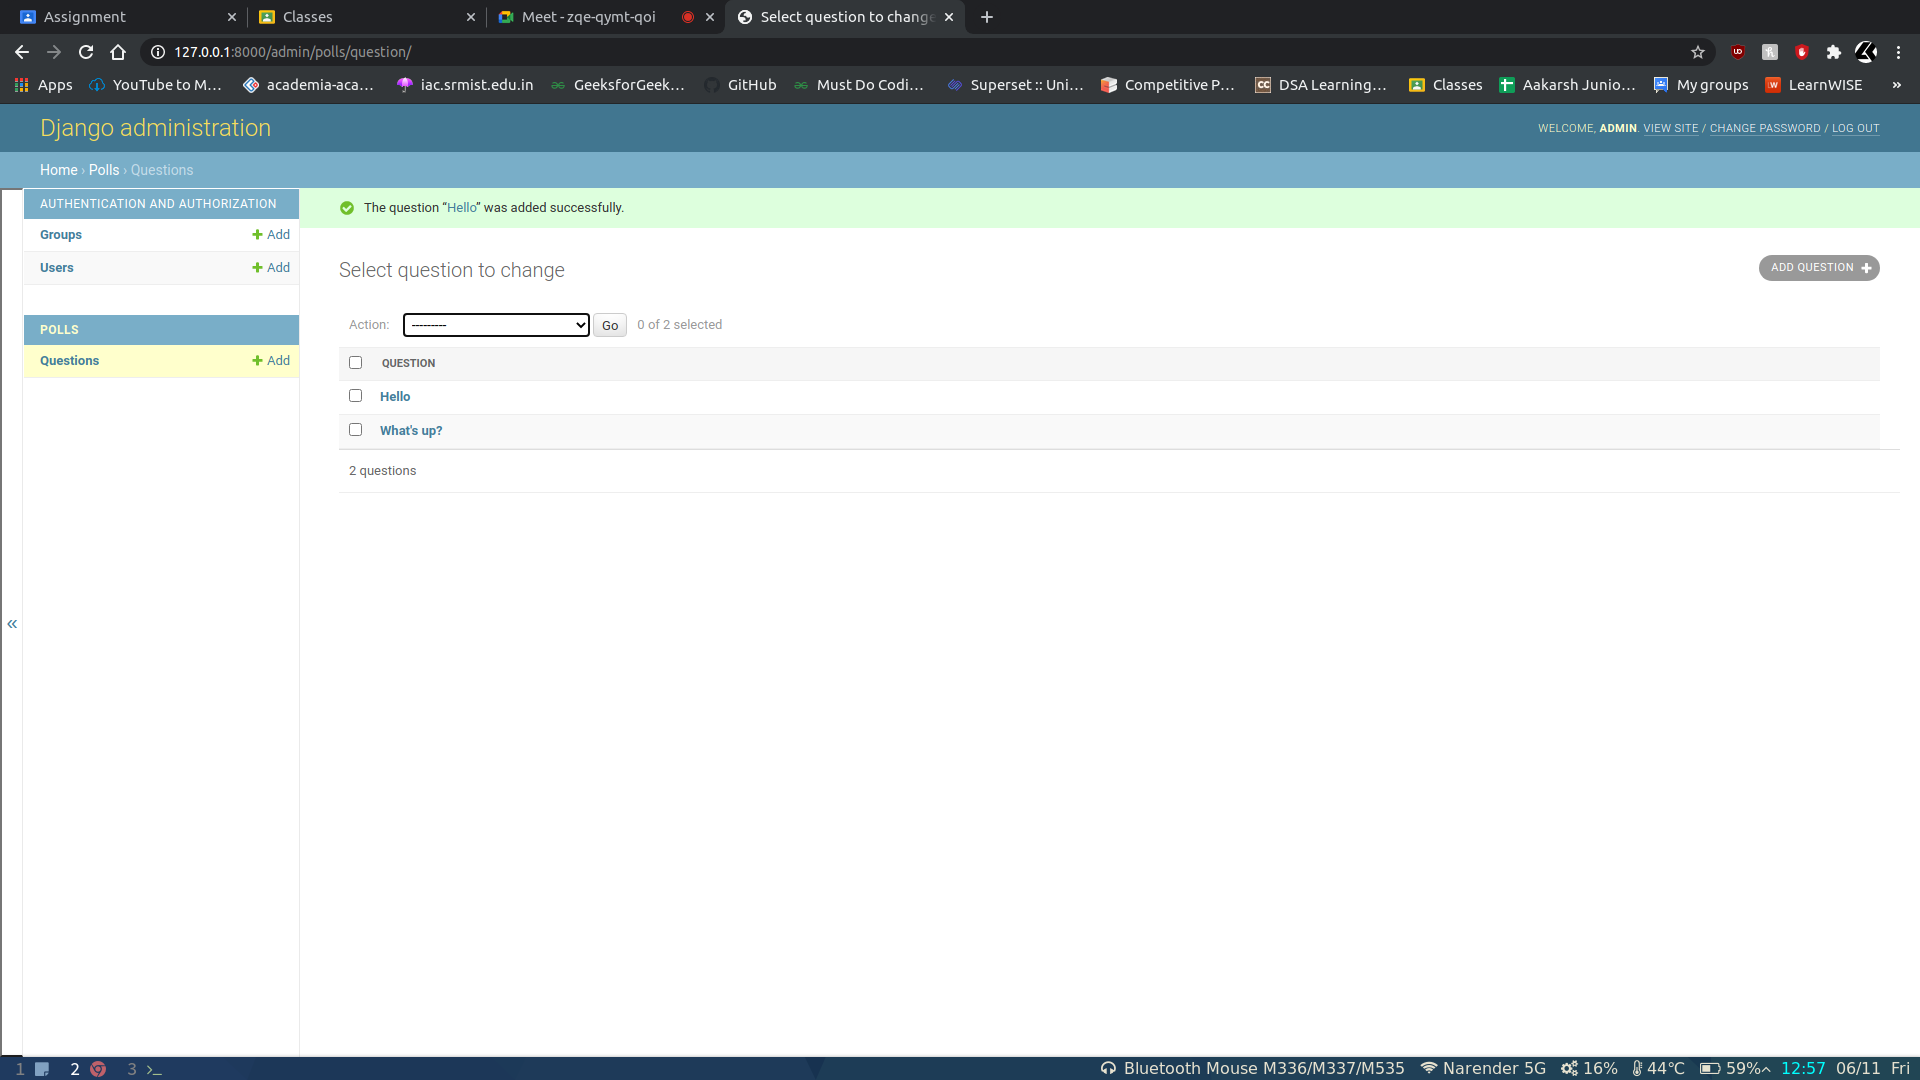 Assignment
Classes
Meet - zqe-qymt-qoi
Select question to change
127.0.0.1:8000/admin/polls/question/
Apps
YouTube to M...
academia-aca...
iac.srmist.edu.in
GeeksforGeek...
GitHub
Must Do Codi...
Superset :: Uni...
Competitive P...
CC
DSA Learning...
Classes
Aakarsh Junio...
My groups
LW
LearnWISE
»
Django administration
WELCOME, ADMIN. VIEW SITE / CHANGE PASSWORD / LOG OUT
Home › Polls › Questions
AUTHENTICATION AND AUTHORIZATION
Groups
Add
Users
Add
POLLS
Questions
Add
«
The question “Hello” was added successfully.
Select question to change
ADD QUESTION
Action:
---------
Go
0 of 2 selected
QUESTION
Hello
What's up?
2 questions
1
2
3
Bluetooth Mouse M336/M337/M535
Narender 5G
16%
44°C
59%
12:57
06/11
Fri